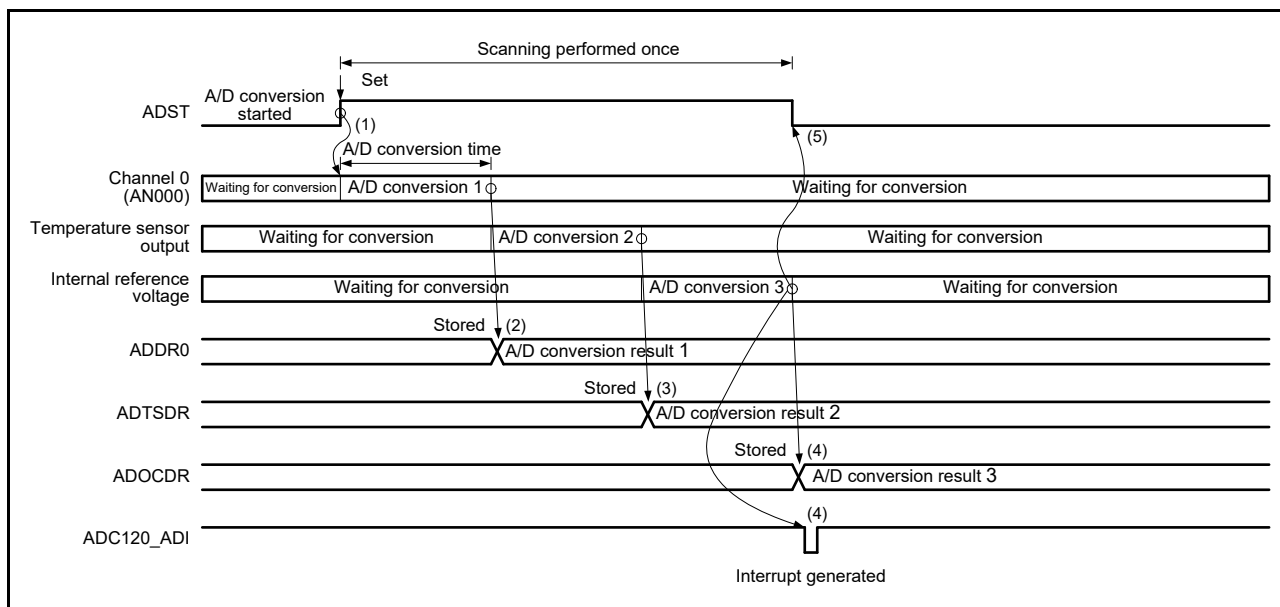 Scanning performed once
Set
A/D conversion
started
ADST
(1)
(5)
A/D conversion time
Channel 0
(AN000)
Waiting for conversion
A/D conversion 1
Waiting for conversion
Temperature sensor
output
Waiting for conversion
A/D conversion 2
Waiting for conversion
Internal reference
voltage
Waiting for conversion
A/D conversion 3
Waiting for conversion
Stored
(2)
ADDR0
A/D conversion result 1
Stored
(3)
ADTSDR
A/D conversion result 2
Stored
(4)
ADOCDR
A/D conversion result 3
(4)
ADC120_ADI
Interrupt generated